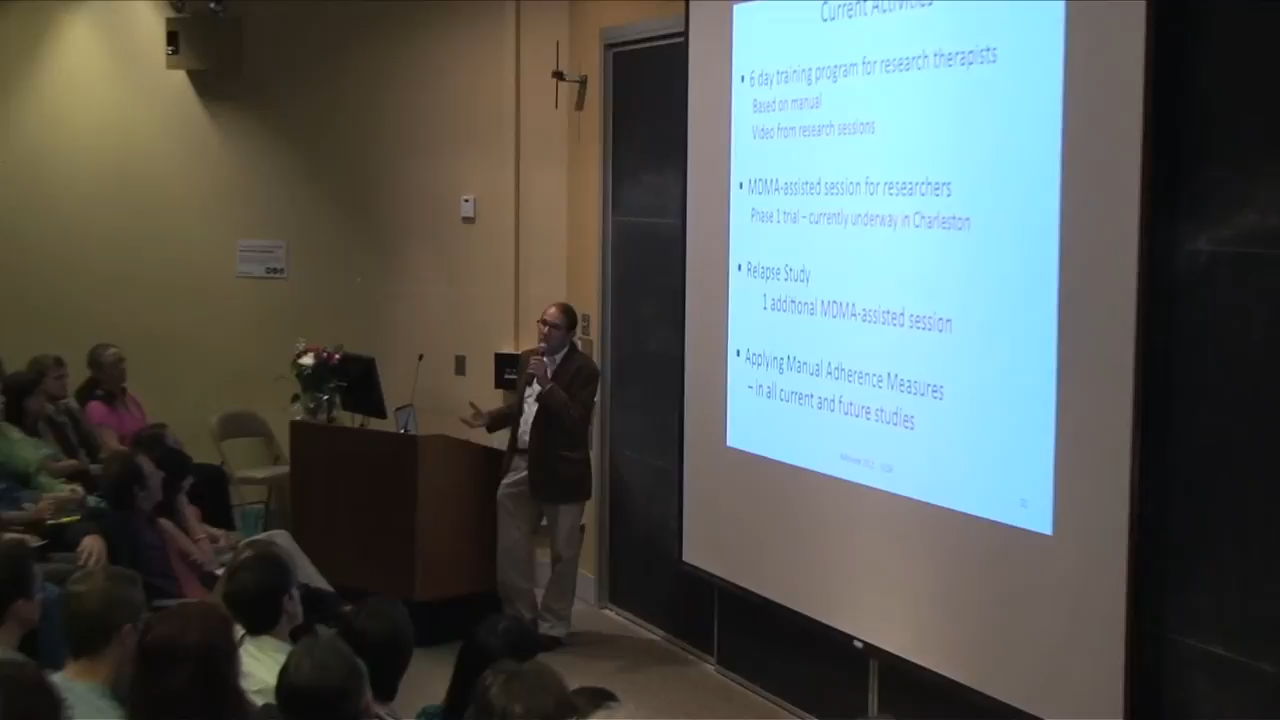 Current Activities
▪ 6 day training program for research therapists
Based on manual
Video from research sessions
▪ MDMA-assisted session for researchers
Phase 1 trial – currently underway in Charleston
▪ Relapse Study
1 additional MDMA-assisted session
▪ Applying Manual Adherence Measures
– in all current and future studies